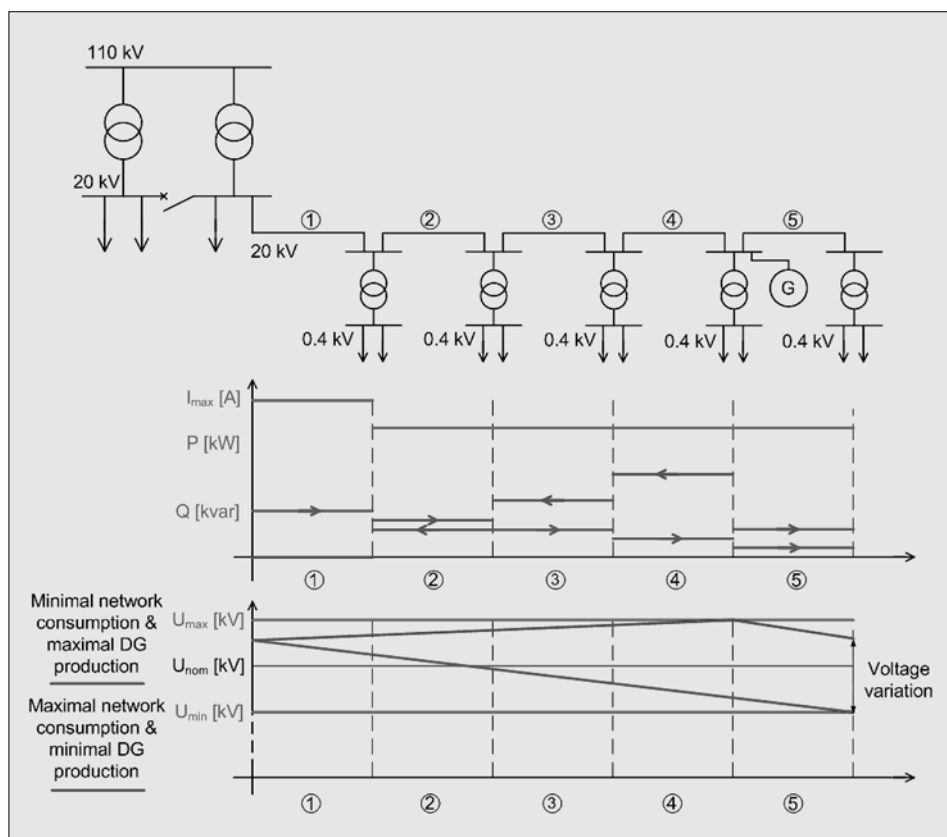 110 kV
20 kV
20 kV
① ② ③ ④ ⑤
G
0.4 kV 0.4 kV 0.4 kV 0.4 kV 0.4 kV
Imax [A]
P [kW]
Q [kvar]
① ② ③ ④ ⑤
Minimal network
consumption &
maximal DG
production
Maximal network
consumption &
minimal DG
production
Umax [kV]
Unom [kV]
Umin [kV]
Voltage
variation
① ② ③ ④ ⑤